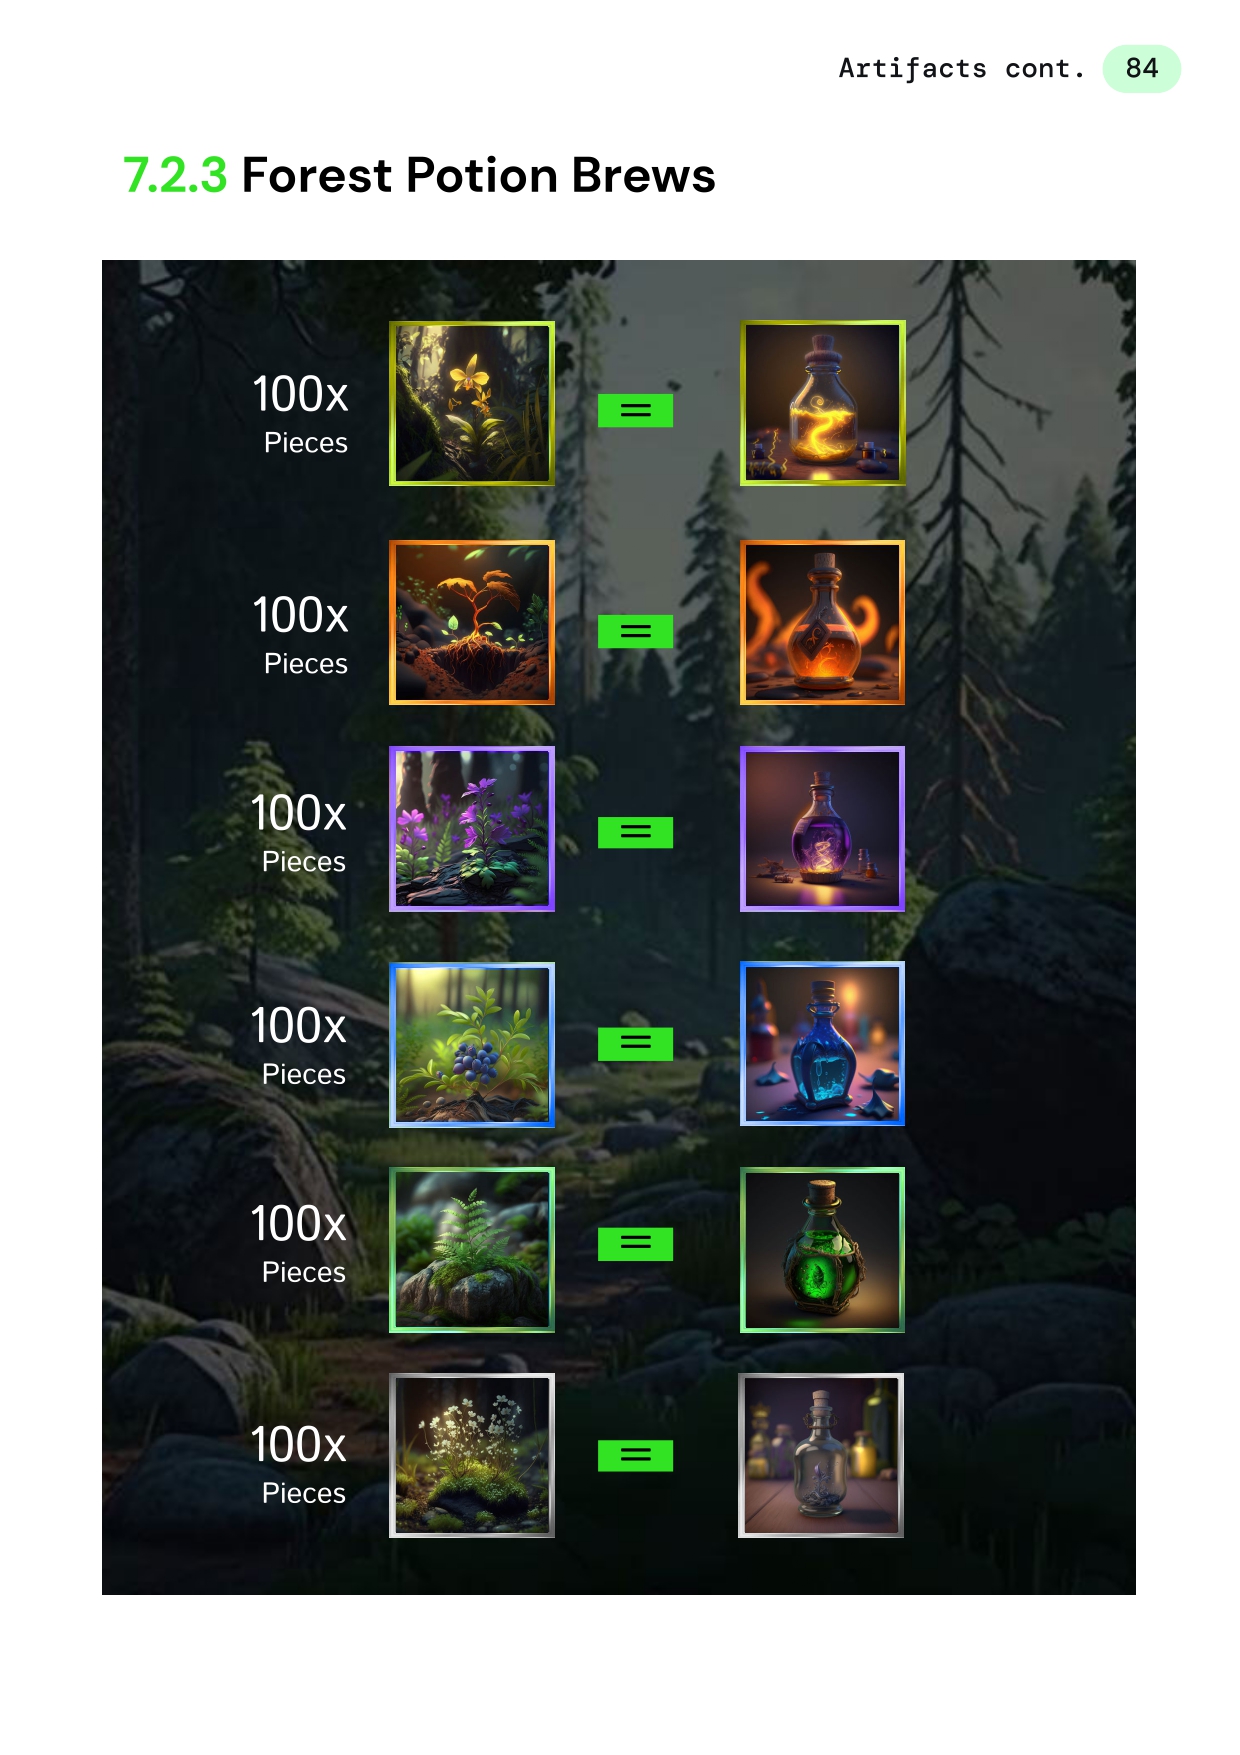 Artifacts cont. 84
7.2.3 Forest Potion Brews
100x
Pieces
=
100x
Pieces
=
100x
Pieces
=
100x
Pieces
=
100x
Pieces
=
100x
Pieces
=